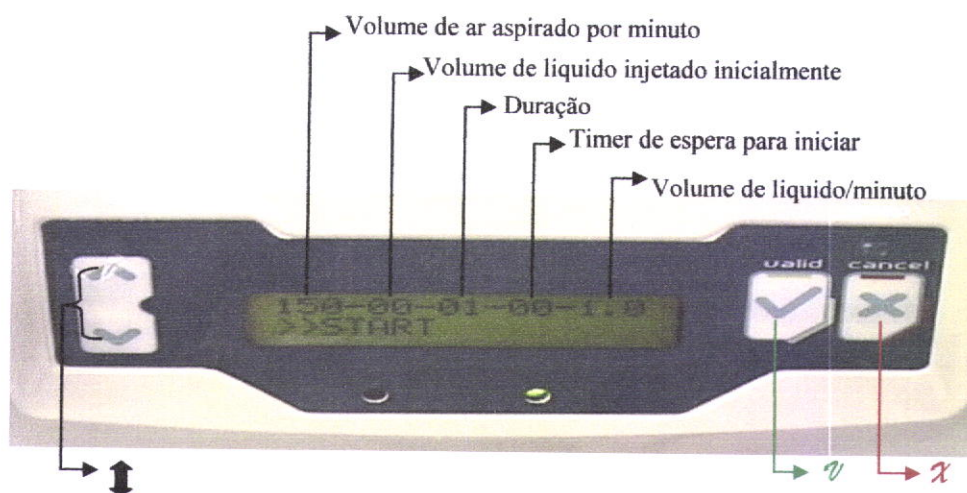 Volume de ar aspirado por minuto
Volume de liquido injetado inicialmente
Duração
Timer de espera para iniciar
Volume de liquido/minuto
valid cancel
150-00-01-00-1.0
>>START
v x